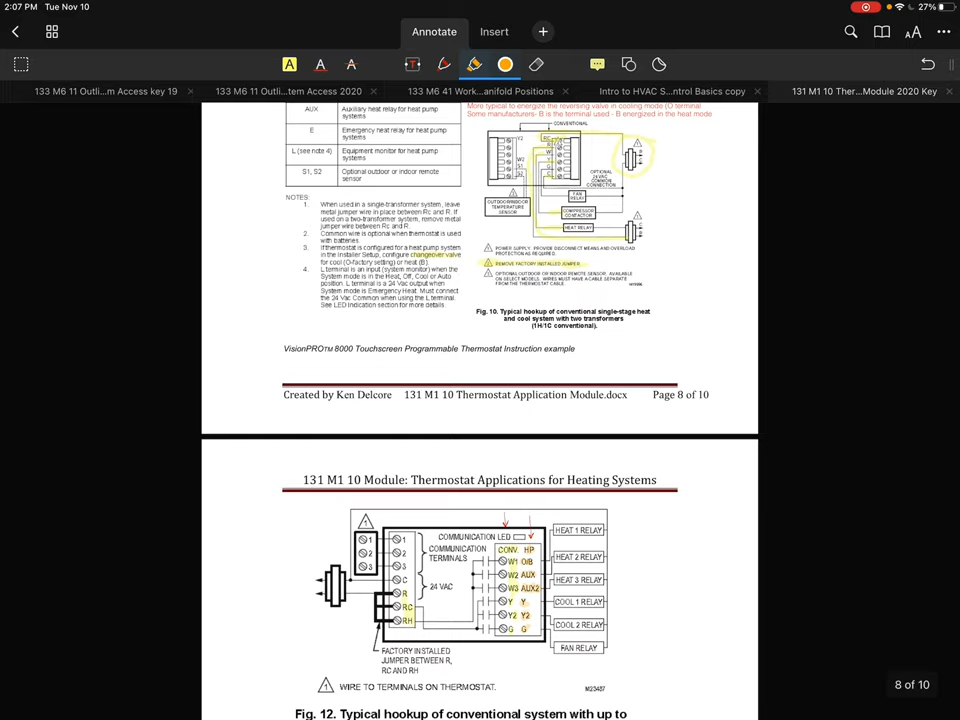 2:07 PM Tue Nov 10
27%
Annotate
Insert
133 M6 11 Outli...m Access key 19
133 M6 11 Outli...tem Access 2020
133 M6 41 Work...anifold Positions
Intro to HVAC S...ntrol Basics copy
131 M1 10 Ther...Module 2020 Key
AUX Auxiliary heat relay for heat pump
systems
E Emergency heat relay for heat pump
systems
L (see note 4) Equipment monitor for heat pump
systems
S1, S2 Optional outdoor or indoor remote
sensor
NOTES:
1. When used in a single-transformer system, leave
metal jumper wire in place between Rc and R. If
used on a two-transformer system, remove metal
jumper wire between Rc and R.
2. Common wire is optional when thermostat is used
with batteries.
3. If thermostat is configured for a heat pump system
in the Installer Setup, configure changeover valve
for cool (O-factory setting) or heat (B).
4. L terminal is an input (system monitor) when the
System mode is in the Heat, Off, Cool or Auto
position. L terminal is a 24 Vac output when
System mode is Emergency Heat. Must connect
the 24 Vac Common when using the L terminal.
See LED Indication section for more details.
More typical to energize the reversing valve in cooling mode (O terminal
Some manufacturers- B is the terminal used - B energized in the heat mode
CONVENTIONAL
Y2
W2
S1
S2
RC
R
W
Y
G
C
OPTIONAL
24 VAC
COMMON
CONNECTION
OUTDOOR/INDOOR
TEMPERATURE
SENSOR
FAN
RELAY
COMPRESSOR
CONTACTOR
HEAT RELAY
1 POWER SUPPLY. PROVIDE DISCONNECT MEANS AND OVERLOAD
PROTECTION AS REQUIRED.
2 REMOVE FACTORY INSTALLED JUMPER.
3 OPTIONAL OUTDOOR OR INDOOR REMOTE SENSOR. AVAILABLE
ON SELECT MODELS. WIRES MUST HAVE A CABLE SEPARATE
FROM THE THERMOSTAT CABLE.
Fig. 10. Typical hookup of conventional single-stage heat
and cool system with two transformers
(1H/1C conventional).
VisionPRO™ 8000 Touchscreen Programmable Thermostat Instruction example
Created by Ken Delcore 131 M1 10 Thermostat Application Module.docx Page 8 of 10
131 M1 10 Module: Thermostat Applications for Heating Systems
1
1
2
3
1
2
3
C
R
RC
RH
COMMUNICATION LED
COMMUNICATION
TERMINALS
24 VAC
CONV. HP
W1 O/B
W2 AUX
W3 AUX2
Y Y
Y2 Y2
G G
HEAT 1 RELAY
HEAT 2 RELAY
HEAT 3 RELAY
COOL 1 RELAY
COOL 2 RELAY
FAN RELAY
FACTORY INSTALLED
JUMPER BETWEEN R,
RC AND RH
1 WIRE TO TERMINALS ON THERMOSTAT.
M23487
Fig. 12. Typical hookup of conventional system with up to
8 of 10